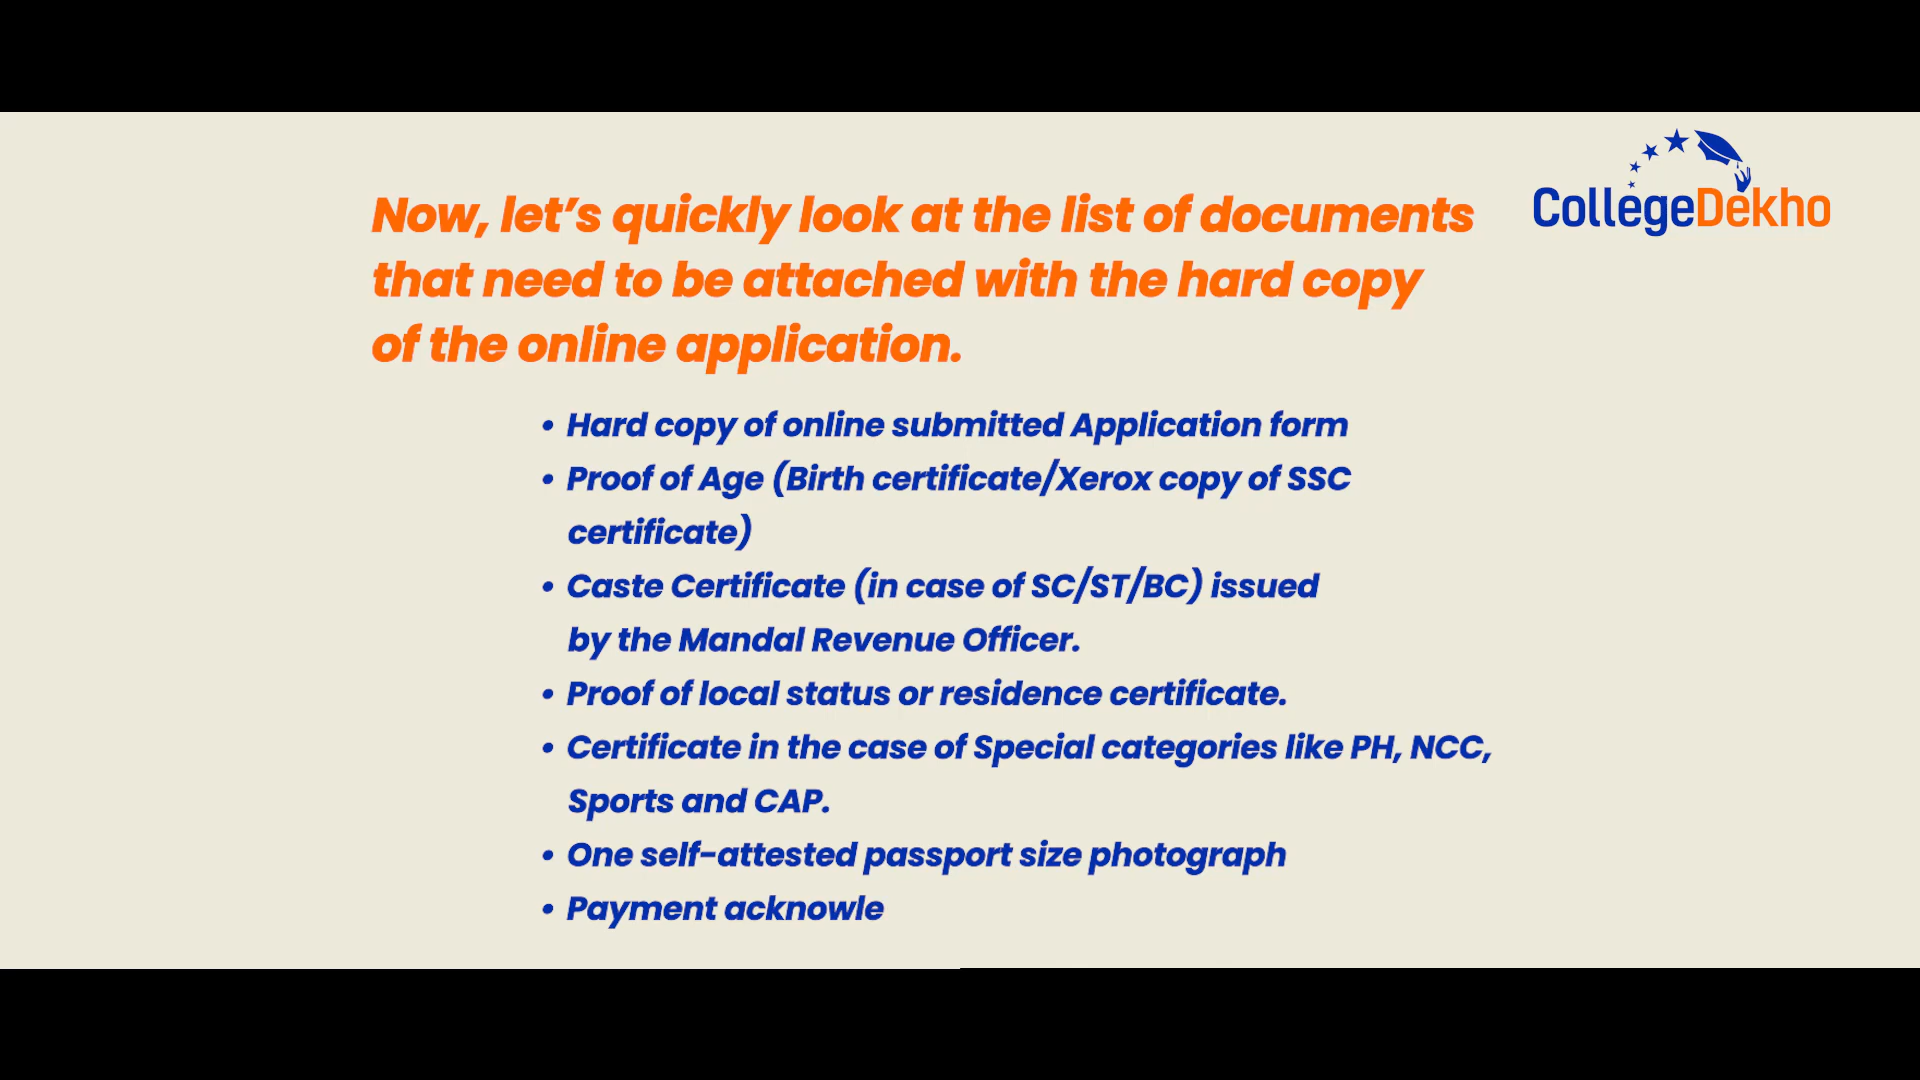 CollegeDekho
Now, let's quickly look at the list of documents
that need to be attached with the hard copy
of the online application.
• Hard copy of online submitted Application form
• Proof of Age (Birth certificate/Xerox copy of SSC
certificate)
• Caste Certificate (in case of SC/ST/BC) issued
by the Mandal Revenue Officer.
• Proof of local status or residence certificate.
• Certificate in the case of Special categories like PH, NCC,
Sports and CAP.
• One self-attested passport size photograph
• Payment acknowle